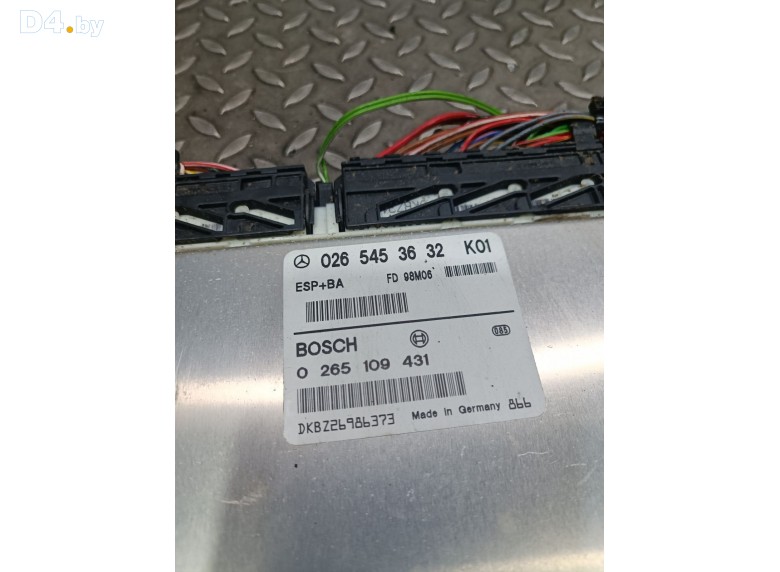 D4.by
026 545 36 32 K01
ESP+BA FD 98M06
BOSCH
085
0 265 109 431
DKBZ26986373 Made in Germany 866